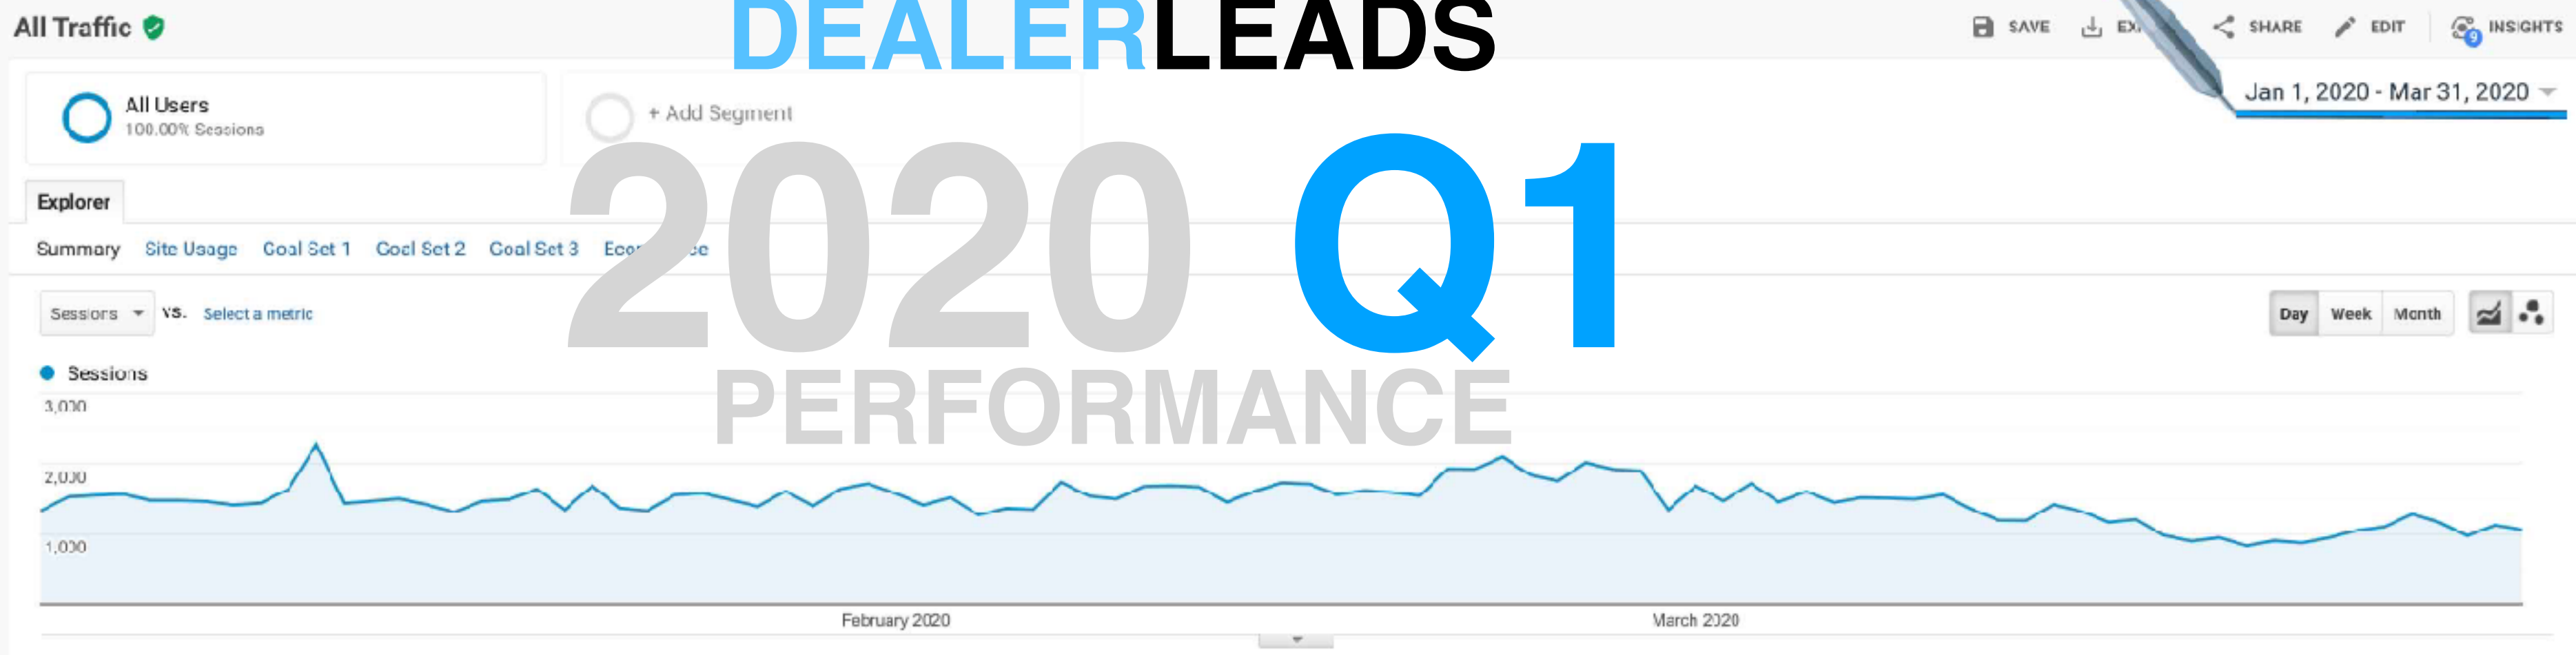 All Traffic
DEALERLEADS
SAVE
SHARE
EDIT
9
INSIGHTS
Jan 1, 2020 - Mar 31, 2020
All Users
100.00% Sessions
+ Add Segment
2020 Q1
PERFORMANCE
Explorer
Summary Site Usage Goal Set 1 Goal Set 2 Goal Set 3
Sessions VS. Select a metric
Day Week Month
Sessions
3,000
2,000
1,000
February 2020
March 2020